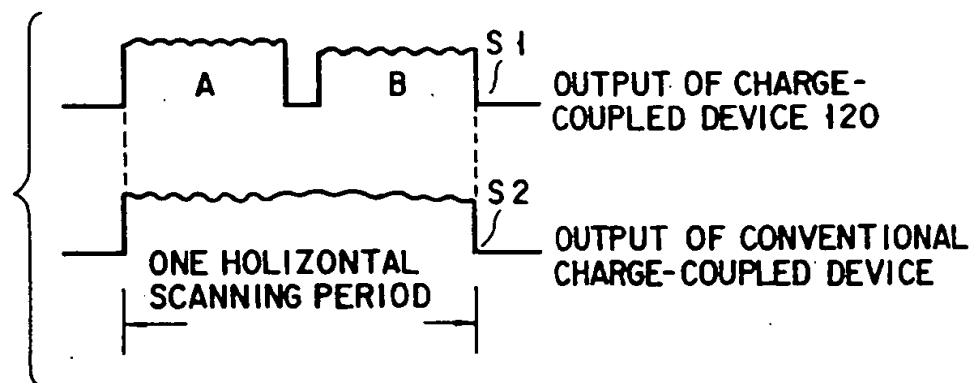 S1
A
B
OUTPUT OF CHARGE-
COUPLED DEVICE 120
S2
OUTPUT OF CONVENTIONAL
CHARGE-COUPLED DEVICE
ONE HOLIZONTAL
SCANNING PERIOD